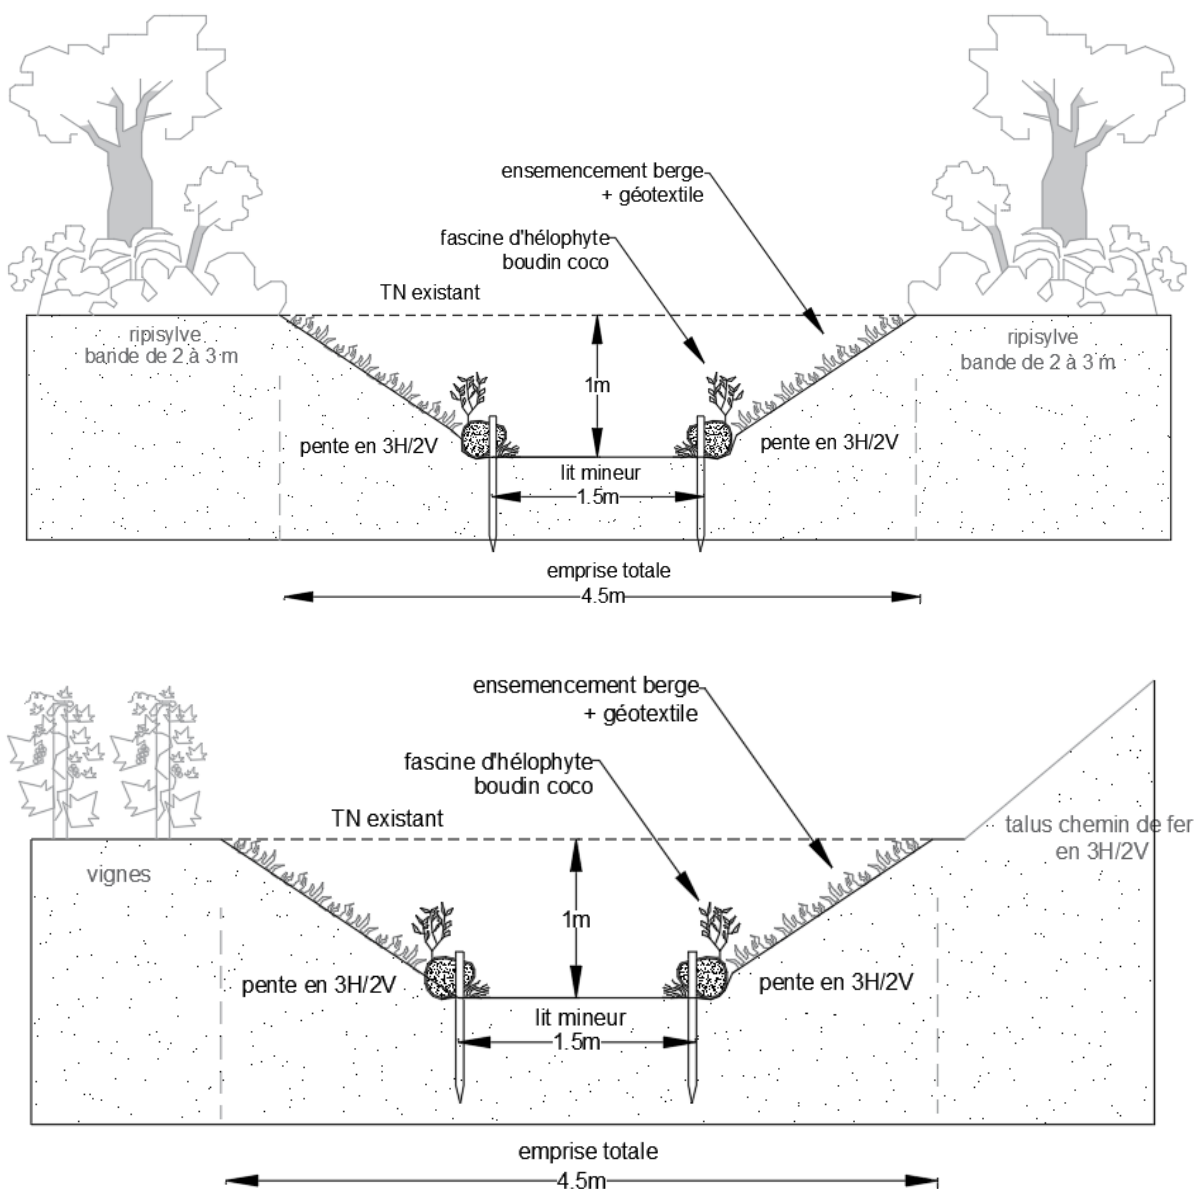 ensemencement berge
+ géotextile
fascine d'hélophyte
boudin coco
TN existant
ripisylve
bande de 2 à 3 m
ripisylve
bande de 2 à 3 m
1m
pente en 3H/2V
pente en 3H/2V
lit mineur
1.5m
emprise totale
4.5m
ensemencement berge
+ géotextile
fascine d'hélophyte
boudin coco
TN existant
talus chemin de fer
en 3H/2V
vignes
1m
pente en 3H/2V
pente en 3H/2V
lit mineur
1.5m
emprise totale
4.5m